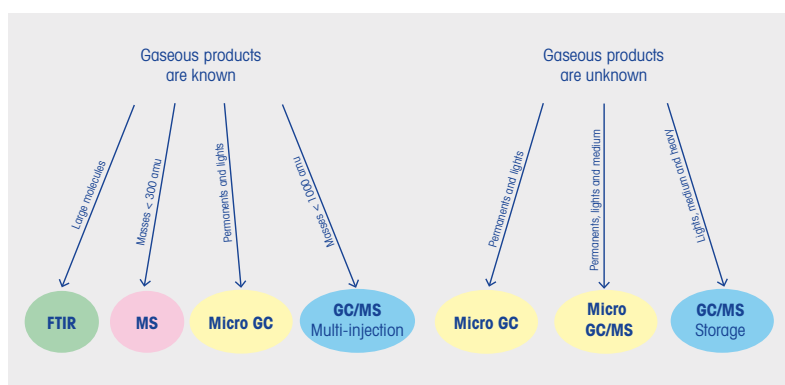 Gaseous products
are known
Gaseous products
are unknown
Large molecules
Masses < 300 amu
Permanents and lights
Masses < 1000 amu
Permanents and lights
Permanents, lights and medium
Lights, medium and heavy
FTIR
MS
Micro GC
GC/MS
Multi-injection
Micro GC
Micro
GC/MS
GC/MS
Storage